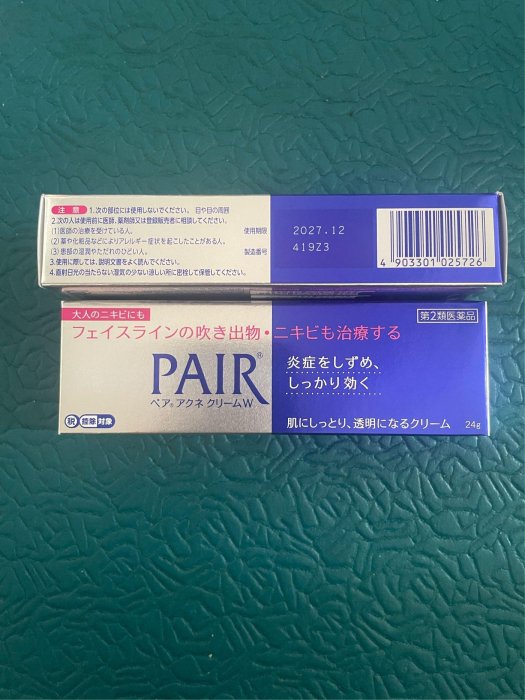 注意 1.次の部位には使用しないでください。 目や目の周囲
2.次の人は使用前に医師、薬剤師又は登録販売者に相談してください。
(1)医師の治療を受けている人。
(2)薬や化粧品などによりアレルギー症状を起こしたことがある人。
(3)患部の湿潤やただれのひどい人。
3.使用に際しては、説明文書をよく読んでください。
4.直射日光の当たらない湿気の少ない涼しい所に密栓して保管してください。
使用期限 2027.12
製造番号 419Z3
4 903301 025726
大人のニキビにも
第2類医薬品
フェイスラインの吹き出物・ニキビも治療する
PAIR®
ペア®アクネ クリームW
炎症をしずめ、
しっかり効く
税 控除 対象
肌にしっとり、透明になるクリーム 24g